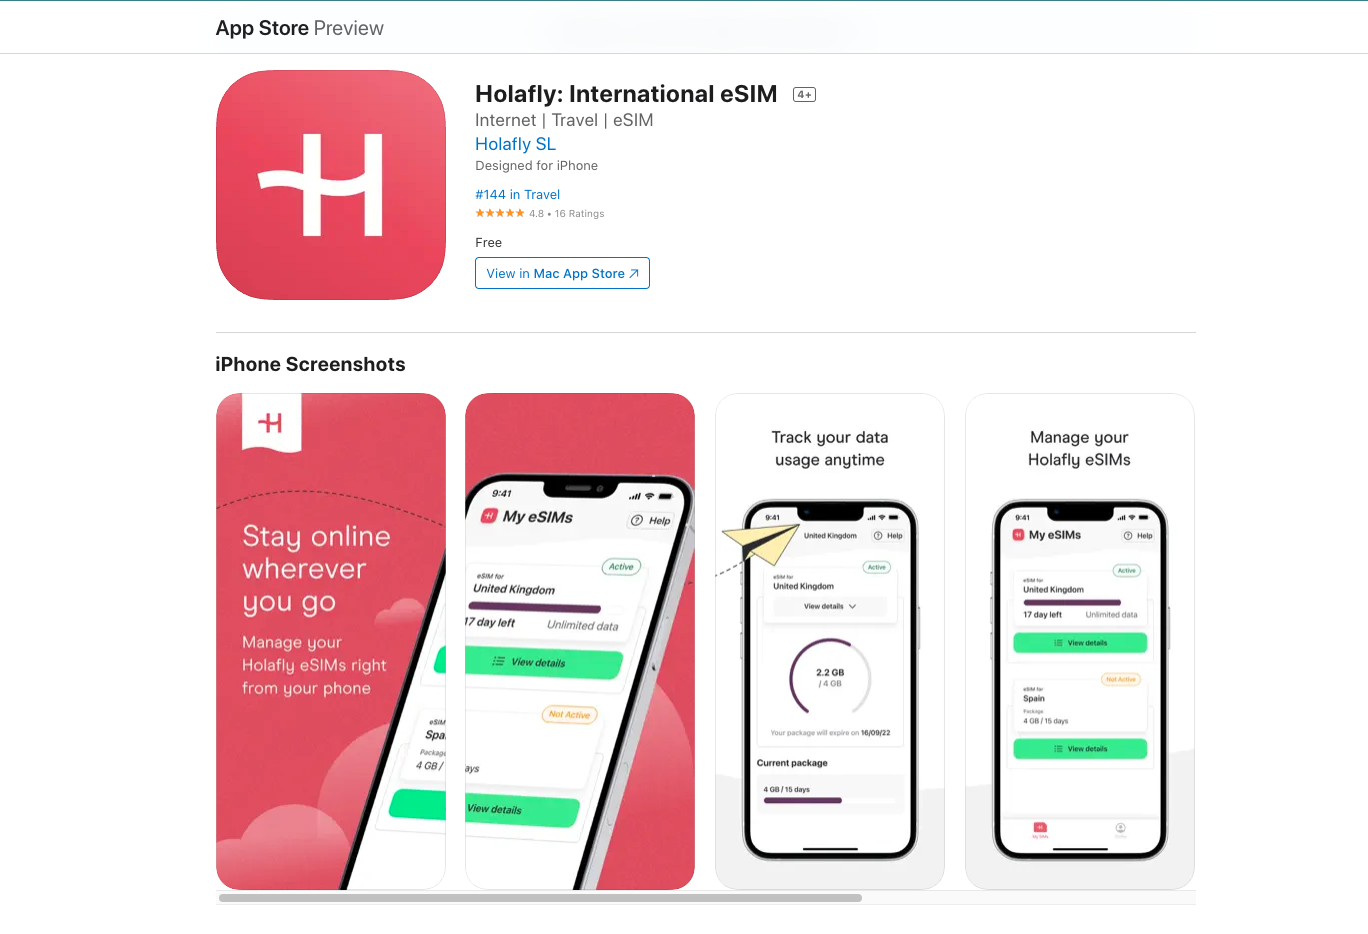 App Store Preview
Holafly: International eSIM 4+
Internet | Travel | eSIM
Holafly SL
Designed for iPhone
#144 in Travel
★★★★★ 4.8 • 16 Ratings
Free
View in Mac App Store ↗
iPhone Screenshots
H
Stay online
wherever
you go
Manage your
Holafly eSIMs right
from your phone
eSIM
Spa
Package
4 GB /
9:41
My eSIMs
Help
Active
eSIM for
United Kingdom
17 day left
Unlimited data
View details
Not Active
ays
View details
Track your data
usage anytime
9:41
United Kingdom
Help
Active
eSIM for
United Kingdom
View details
2.2 GB
/ 4 GB
Your package will expire on 16/09/22
Current package
4 GB / 15 days
Manage your
Holafly eSIMs
9:41
My eSIMs
Help
Active
eSIM for
United Kingdom
17 day left
Unlimited data
View details
Not Active
eSIM for
Spain
Package
4 GB / 15 days
View details
My SIMs